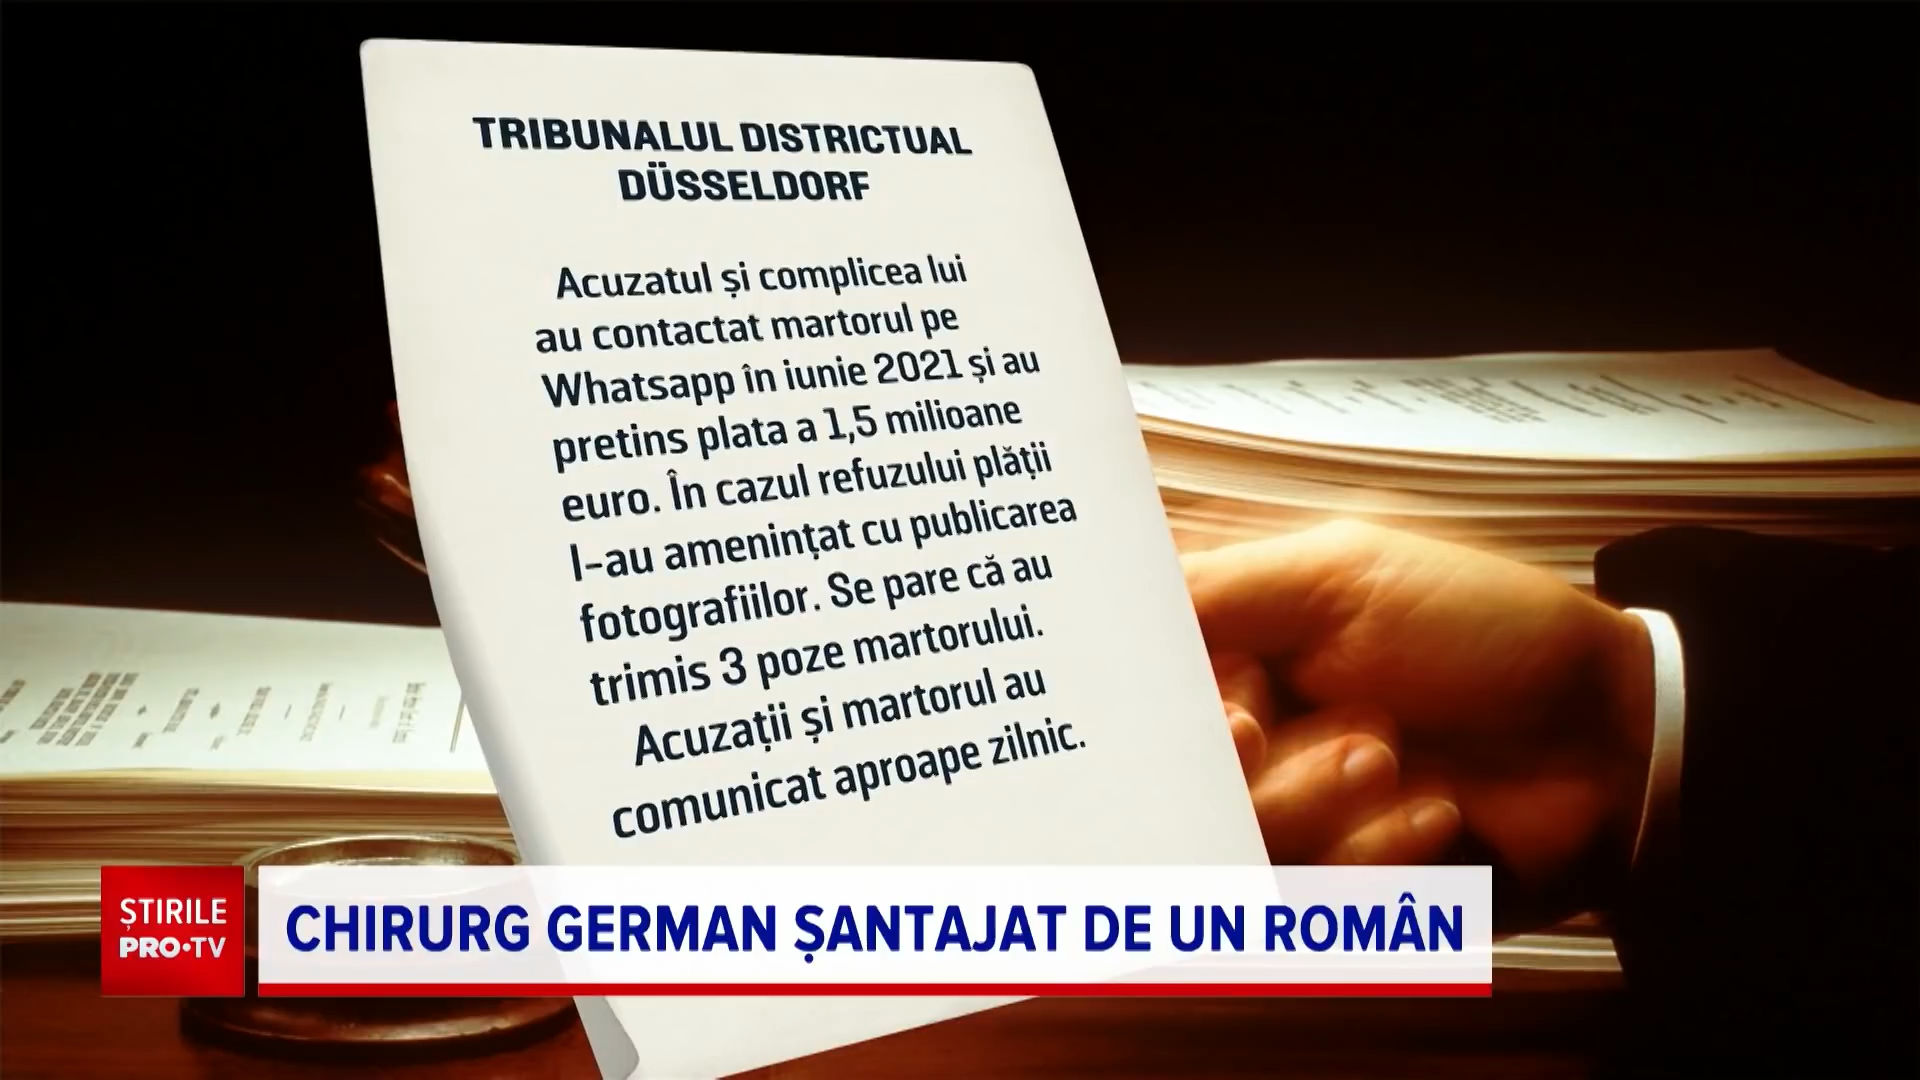 TRIBUNALUL DISTRICTUAL
DÜSSELDORF
Acuzatul și complicea lui
au contactat martorul pe
Whatsapp în iunie 2021 și au
pretins plata a 1,5 milioane
euro. În cazul refuzului plății
l-au amenințat cu publicarea
fotografiilor. Se pare că au
trimis 3 poze martorului.
Acuzații și martorul au
comunicat aproape zilnic.
ȘTIRILE
PRO•TV
CHIRURG GERMAN ȘANTAJAT DE UN ROMÂN